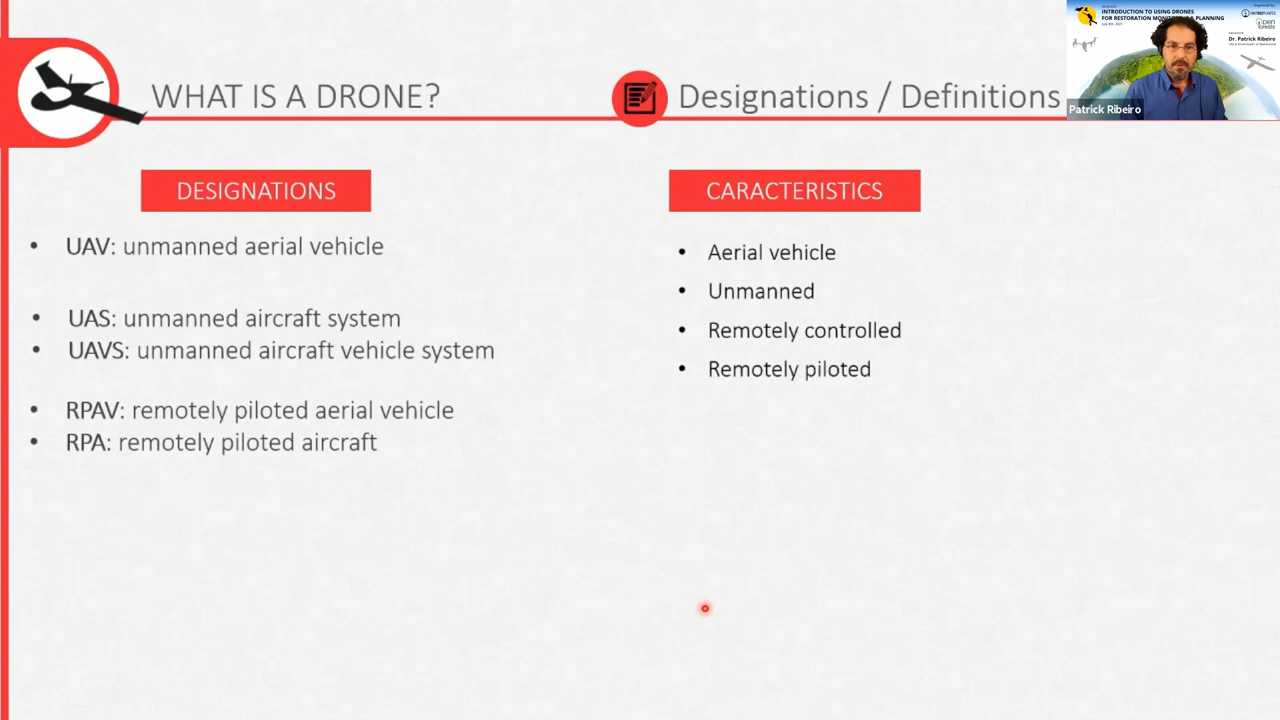 WHAT IS A DRONE?
Designations / Definitions
INTRODUCTION TO USING DRONES
FOR RESTORATION MONITORING & PLANNING
Dr. Patrick Ribeiro
Patrick Ribeiro
DESIGNATIONS
• UAV: unmanned aerial vehicle
• UAS: unmanned aircraft system
• UAVS: unmanned aircraft vehicle system
• RPAV: remotely piloted aerial vehicle
• RPA: remotely piloted aircraft
CARACTERISTICS
• Aerial vehicle
• Unmanned
• Remotely controlled
• Remotely piloted